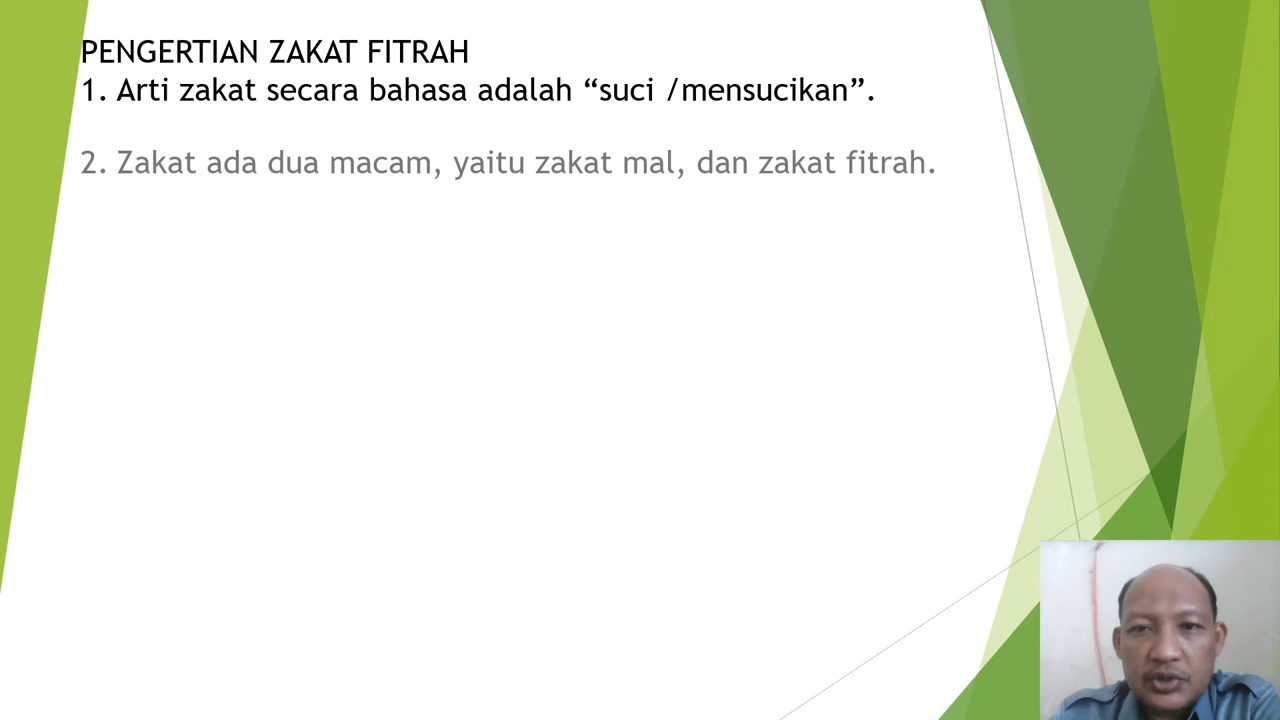 PENGERTIAN ZAKAT FITRAH
1. Arti zakat secara bahasa adalah “suci /mensucikan”.
2. Zakat ada dua macam, yaitu zakat mal, dan zakat fitrah.